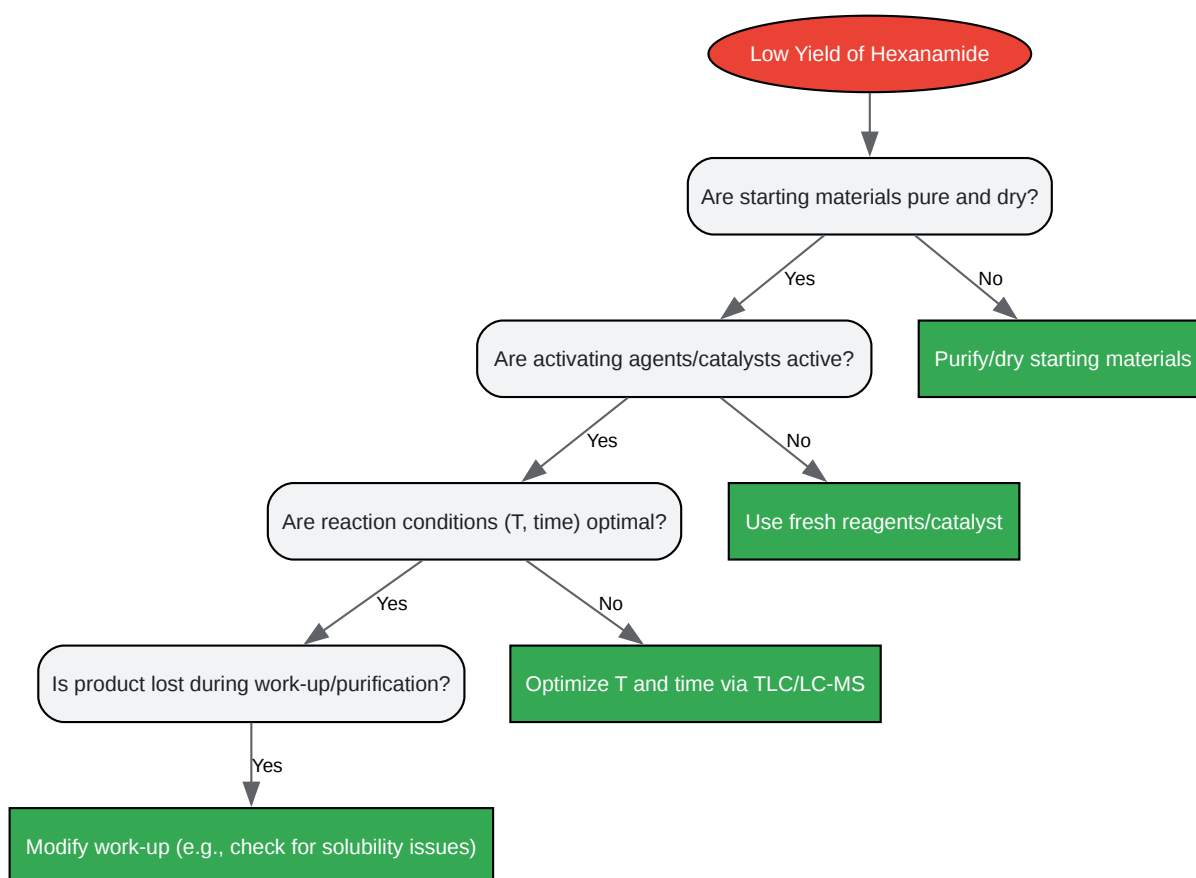 Low Yield of Hexanamide
Are starting materials pure and dry?
Yes
No
Are activating agents/catalysts active?
Purify/dry starting materials
Yes
No
Are reaction conditions (T, time) optimal?
Use fresh reagents/catalyst
Yes
No
Is product lost during work-up/purification?
Optimize T and time via TLC/LC-MS
Yes
Modify work-up (e.g., check for solubility issues)